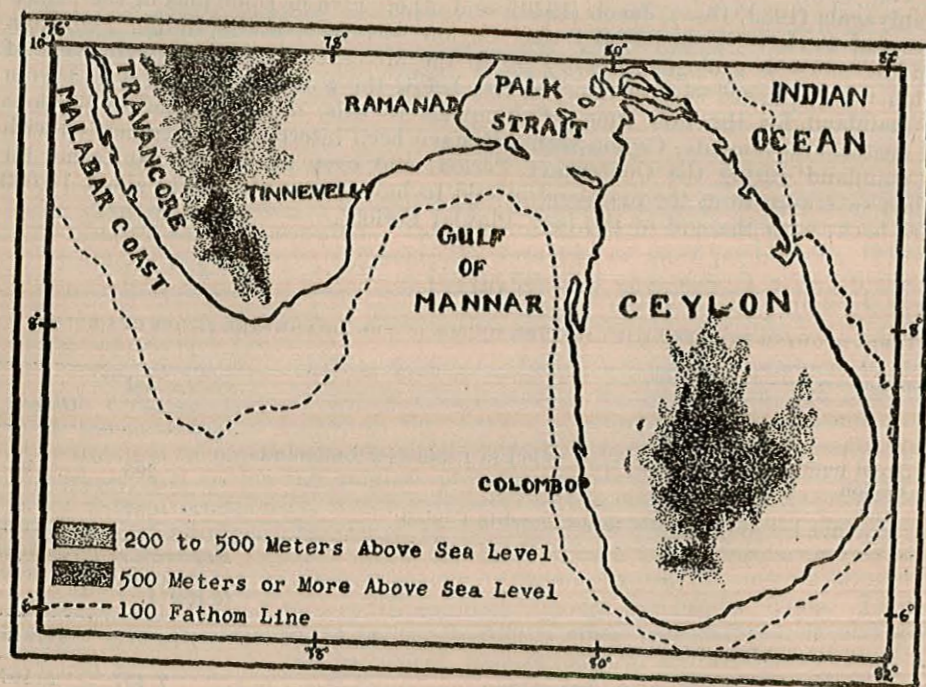 10 76°
78°
80°
82
TRAVANCORE
MALABAR COAST
RAMANAD
PALK
STRAIT
INDIAN
OCEAN
TINNEVELLY
GULF
OF
MANNAR
CEYLON
8°
8°
COLOMBO
200 to 500 Meters Above Sea Level
500 Meters or More Above Sea Level
100 Fathom Line
6°
6°
78°
80°
82°